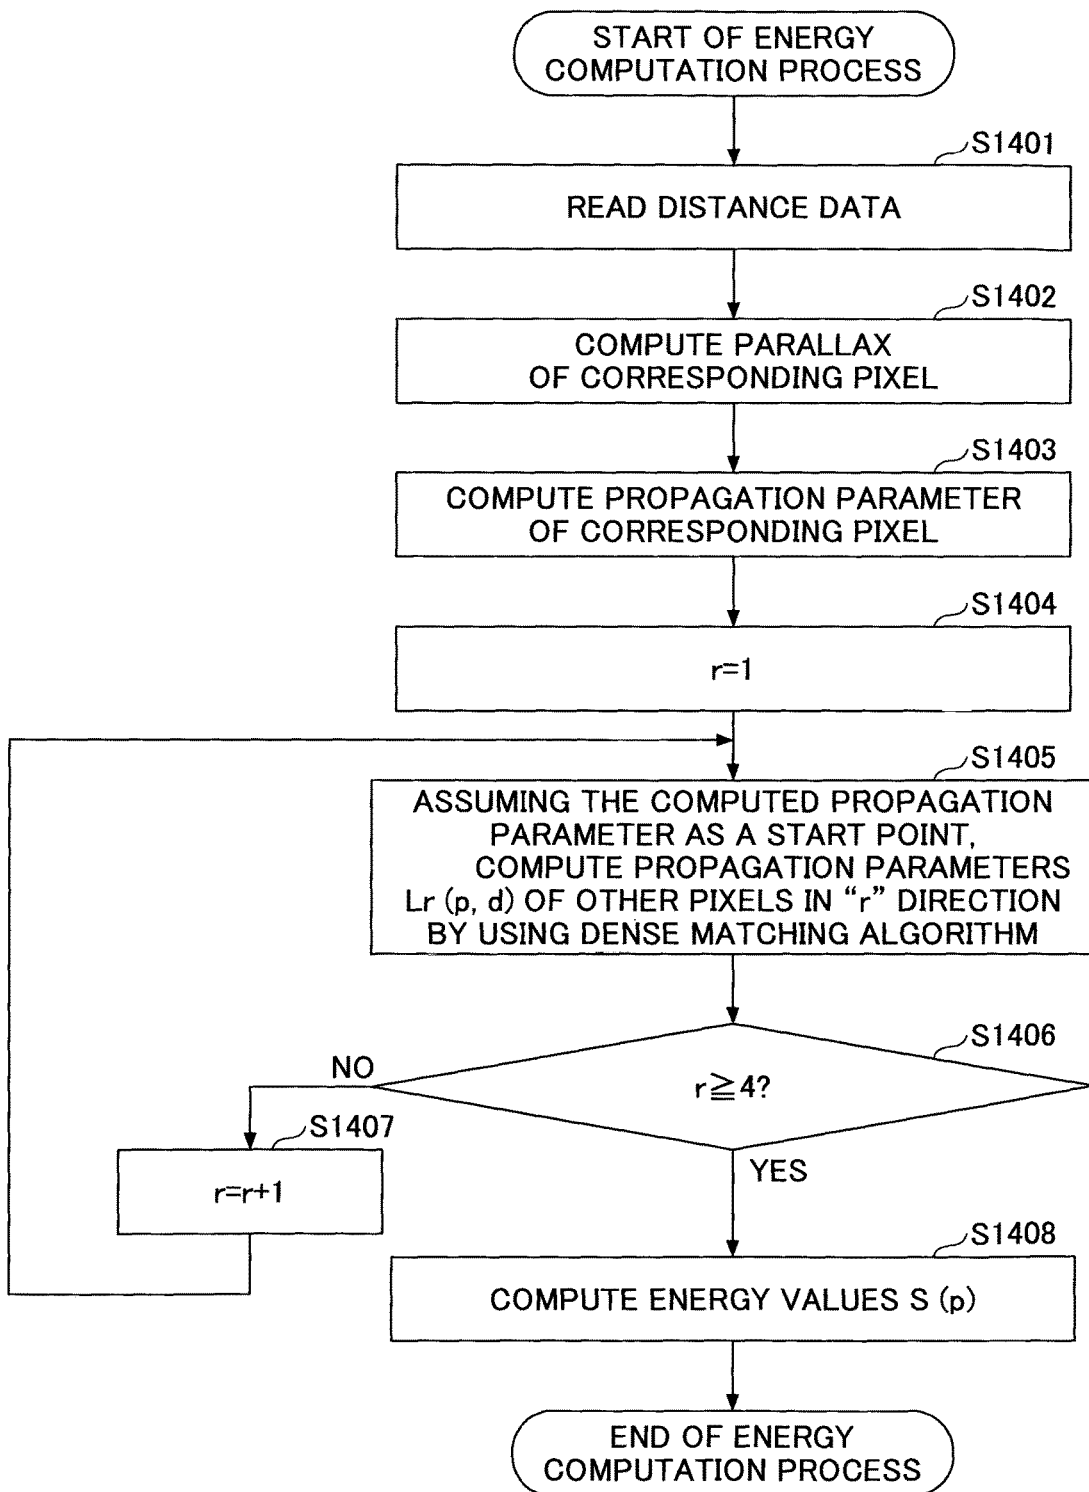 START OF ENERGY
COMPUTATION PROCESS
S1401
READ DISTANCE DATA
S1402
COMPUTE PARALLAX
OF CORRESPONDING PIXEL
S1403
COMPUTE PROPAGATION PARAMETER
OF CORRESPONDING PIXEL
S1404
r=1
S1405
ASSUMING THE COMPUTED PROPAGATION
PARAMETER AS A START POINT,
COMPUTE PROPAGATION PARAMETERS
Lr (p, d) OF OTHER PIXELS IN “r” DIRECTION
BY USING DENSE MATCHING ALGORITHM
S1406
NO
r≧4?
S1407
r=r+1
YES
S1408
COMPUTE ENERGY VALUES S (p)
END OF ENERGY
COMPUTATION PROCESS